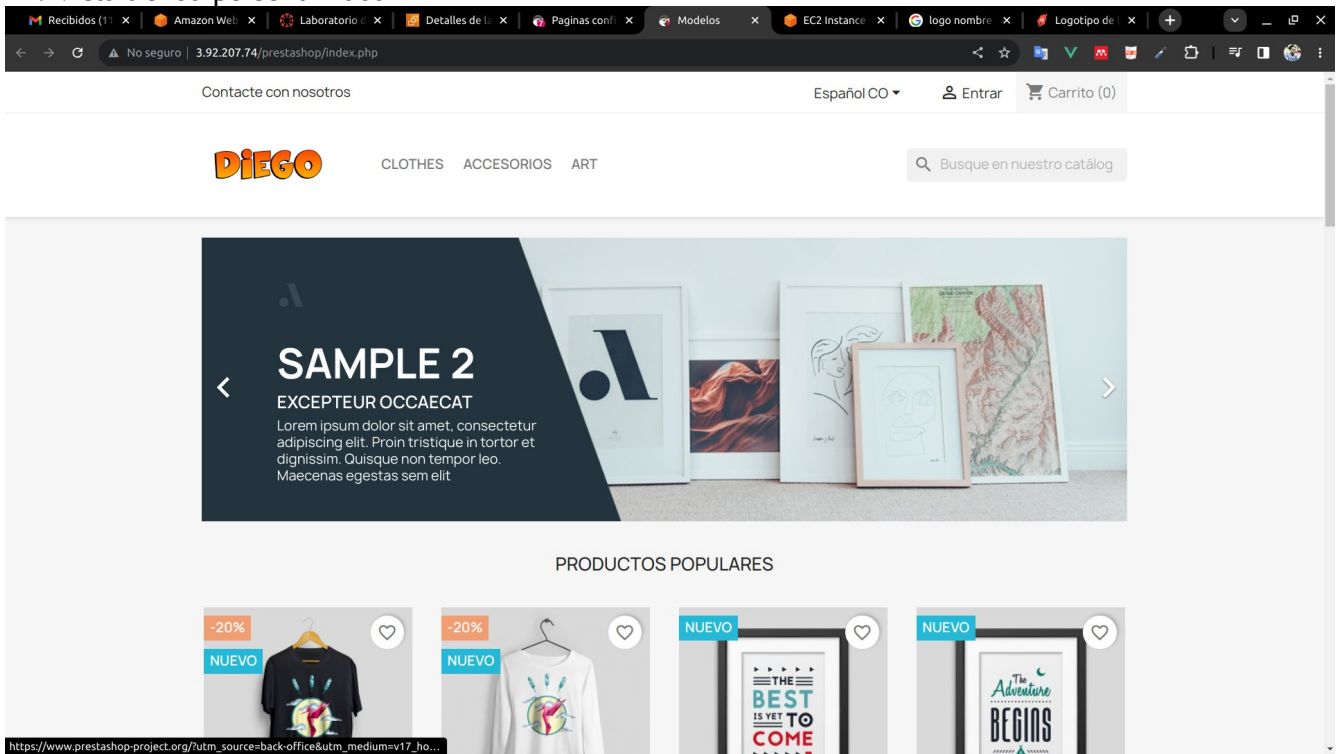 Recibidos (11
Amazon Web
Laboratorio d
Detalles de la
Paginas confi
Modelos
EC2 Instance
logo nombre
Logotipo de l
No seguro
3.92.207.74/prestashop/index.php
Contacte con nosotros
Español CO
Entrar
Carrito (0)
DiEGO
CLOTHES
ACCESORIOS
ART
Busque en nuestro catálog
SAMPLE 2
EXCEPTEUR OCCAECAT
Lorem ipsum dolor sit amet, consectetur
adipiscing elit. Proin tristique in tortor et
dignissim. Quisque non tempor leo.
Maecenas egestas sem elit
PRODUCTOS POPULARES
-20%
NUEVO
-20%
NUEVO
NUEVO
THE
BEST
IS YET TO
COME
NUEVO
The
Adventure
BEGINS
https://www.prestashop-project.org/?utm_source=back-office&utm_medium=v17_ho...